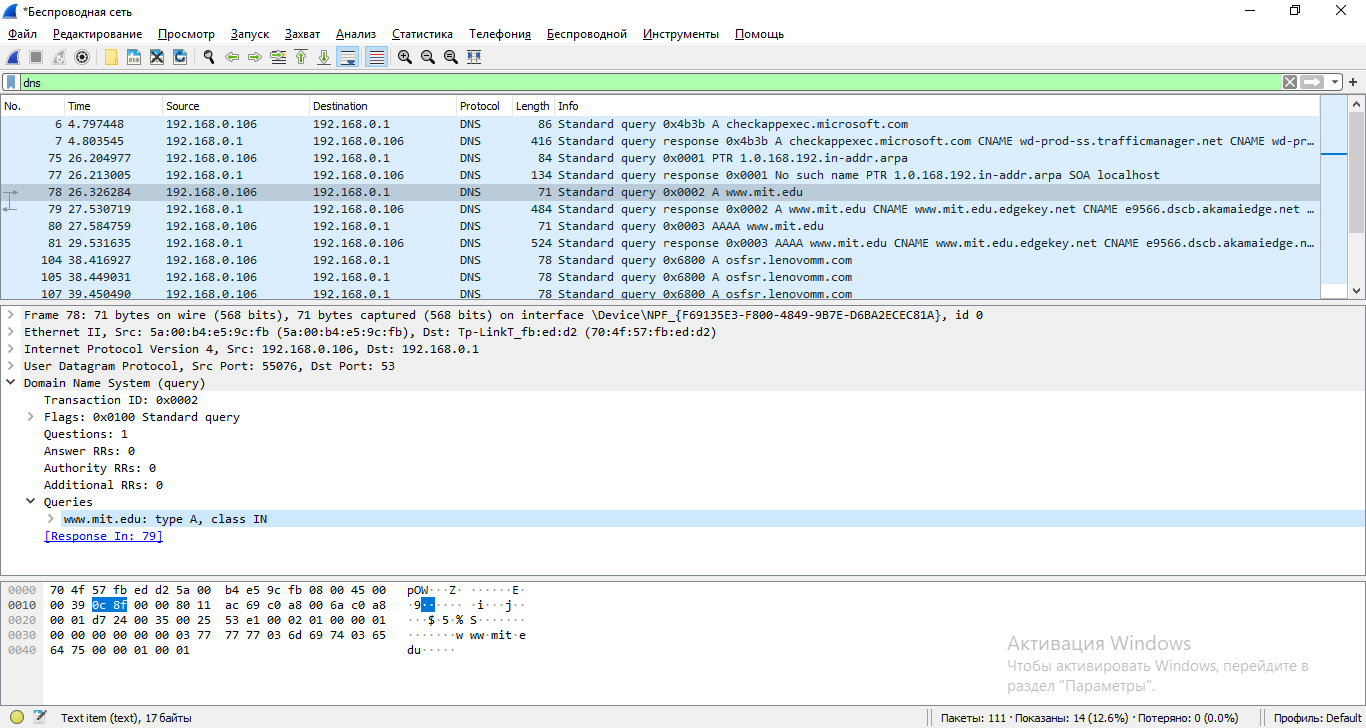 *Беспроводная сеть
Файл Редактирование Просмотр Запуск Захват Анализ Статистика Телефония Беспроводной Инструменты Помощь
dns
No. Time Source Destination Protocol Length Info
6 4.797448 192.168.0.106 192.168.0.1 DNS 86 Standard query 0x4b3b A checkappexec.microsoft.com
7 4.803545 192.168.0.1 192.168.0.106 DNS 416 Standard query response 0x4b3b A checkappexec.microsoft.com CNAME wd-prod-ss.trafficmanager.net CNAME wd-pr…
75 26.204977 192.168.0.106 192.168.0.1 DNS 84 Standard query 0x0001 PTR 1.0.168.192.in-addr.arpa
77 26.213005 192.168.0.1 192.168.0.106 DNS 134 Standard query response 0x0001 No such name PTR 1.0.168.192.in-addr.arpa SOA localhost
78 26.326284 192.168.0.106 192.168.0.1 DNS 71 Standard query 0x0002 A www.mit.edu
79 27.530719 192.168.0.1 192.168.0.106 DNS 484 Standard query response 0x0002 A www.mit.edu CNAME www.mit.edu.edgekey.net CNAME e9566.dscb.akamaiedge.net …
80 27.584759 192.168.0.106 192.168.0.1 DNS 71 Standard query 0x0003 AAAA www.mit.edu
81 29.531635 192.168.0.1 192.168.0.106 DNS 524 Standard query response 0x0003 AAAA www.mit.edu CNAME www.mit.edu.edgekey.net CNAME e9566.dscb.akamaiedge.n…
104 38.416927 192.168.0.106 192.168.0.1 DNS 78 Standard query 0x6800 A osfsr.lenovomm.com
105 38.449031 192.168.0.106 192.168.0.1 DNS 78 Standard query 0x6800 A osfsr.lenovomm.com
107 39.450490 192.168.0.106 192.168.0.1 DNS 78 Standard query 0x6800 A osfsr.lenovomm.com
Frame 78: 71 bytes on wire (568 bits), 71 bytes captured (568 bits) on interface \Device\NPF_{F69135E3-F800-4849-9B7E-D6BA2ECEC81A}, id 0
Ethernet II, Src: 5a:00:b4:e5:9c:fb (5a:00:b4:e5:9c:fb), Dst: Tp-LinkT_fb:ed:d2 (70:4f:57:fb:ed:d2)
Internet Protocol Version 4, Src: 192.168.0.106, Dst: 192.168.0.1
User Datagram Protocol, Src Port: 55076, Dst Port: 53
Domain Name System (query)
Transaction ID: 0x0002
Flags: 0x0100 Standard query
Questions: 1
Answer RRs: 0
Authority RRs: 0
Additional RRs: 0
Queries
www.mit.edu: type A, class IN
[Response In: 79]
0000 70 4f 57 fb ed d2 5a 00 b4 e5 9c fb 08 00 45 00 pOW···Z· ······E·
0010 00 39 0c 8f 00 00 80 11 ac 69 c0 a8 00 6a c0 a8 ·9······ ·i···j··
0020 00 01 d7 24 00 35 00 25 53 e1 00 02 01 00 00 01 ···$·5·% S·······
0030 00 00 00 00 00 00 03 77 77 77 03 6d 69 74 03 65 ·······w ww·mit·e
0040 64 75 00 00 01 00 01 du·····
Активация Windows
Чтобы активировать Windows, перейдите в
раздел "Параметры".
Text item (text), 17 байты Пакеты: 111 · Показаны: 14 (12.6%) · Потеряно: 0 (0.0%) Профиль: Default